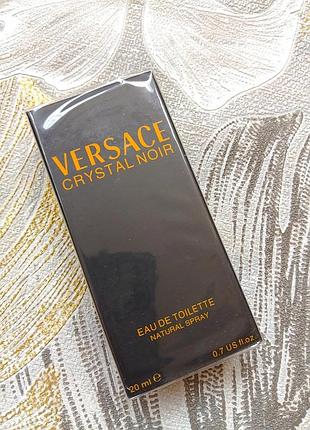 VERSACE
CRYSTAL NOIR
EAU DE TOILETTE
NATURAL SPRAY
20 ml ℮ 0.7 US fl.oz